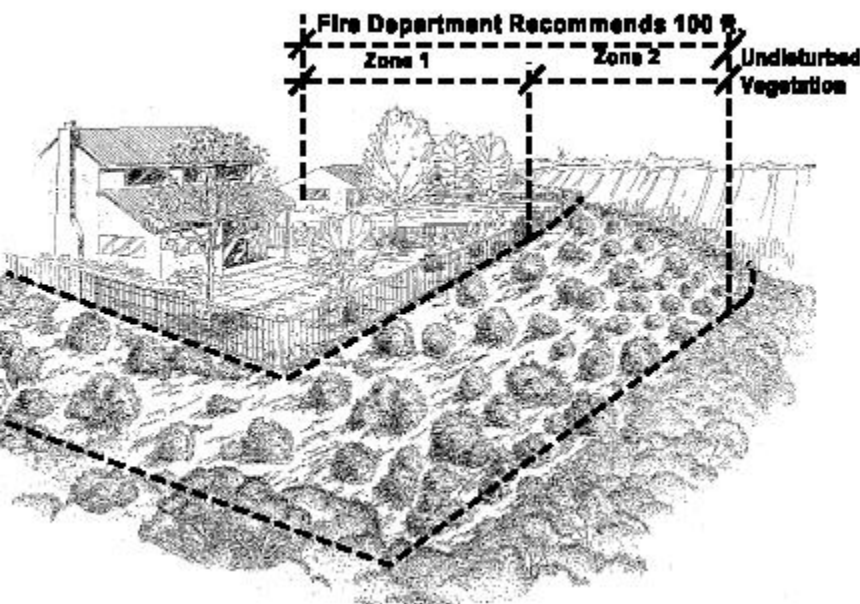 Fire Department Recommends 100 ft.
Zone 1
Zone 2
Undisturbed
Vegetation